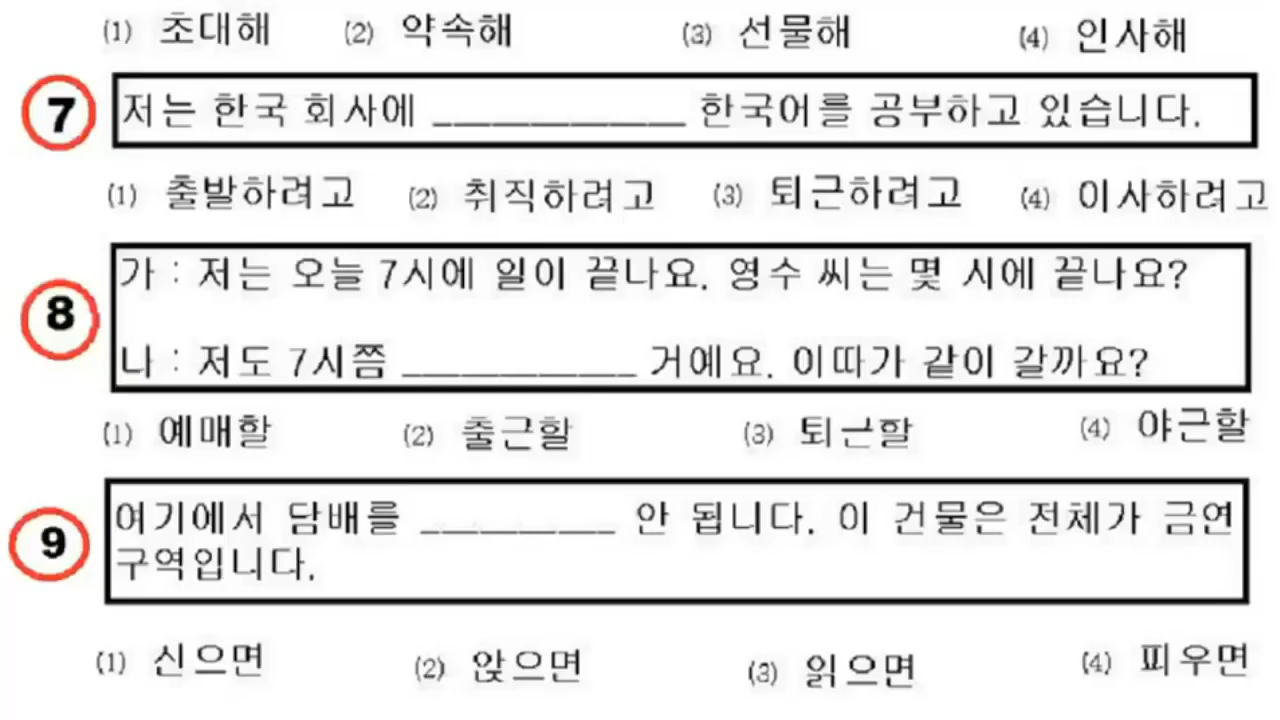 (1) 초대해 (2) 약속해 (3) 선물해 (4) 인사해
7 저는 한국 회사에 ____________ 한국어를 공부하고 있습니다.
(1) 출발하려고 (2) 취직하려고 (3) 퇴근하려고 (4) 이사하려고
8 가 : 저는 오늘 7시에 일이 끝나요. 영수 씨는 몇 시에 끝나요?
나 : 저도 7시쯤 ____________ 거예요. 이따가 같이 갈까요?
(1) 예매할 (2) 출근할 (3) 퇴근할 (4) 야근할
9 여기에서 담배를 __________ 안 됩니다. 이 건물은 전체가 금연
구역입니다.
(1) 신으면 (2) 앉으면 (3) 읽으면 (4) 피우면